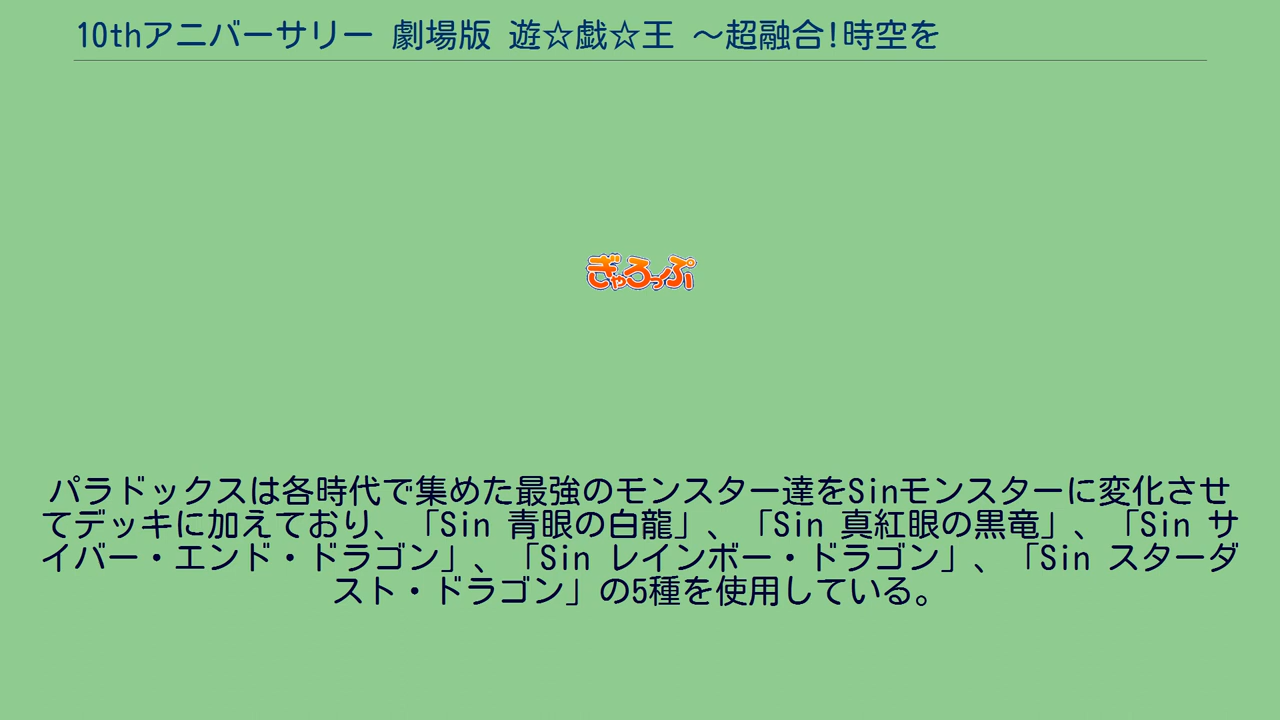 10thアニバーサリー 劇場版 遊☆戯☆王 ～超融合!時空を
ぎゃろっぷ
パラドックスは各時代で集めた最強のモンスター達をSinモンスターに変化させ
てデッキに加えており、「Sin 青眼の白龍」、「Sin 真紅眼の黒竜」、「Sin サ
イバー・エンド・ドラゴン」、「Sin レインボー・ドラゴン」、「Sin スターダ
スト・ドラゴン」の5種を使用している。